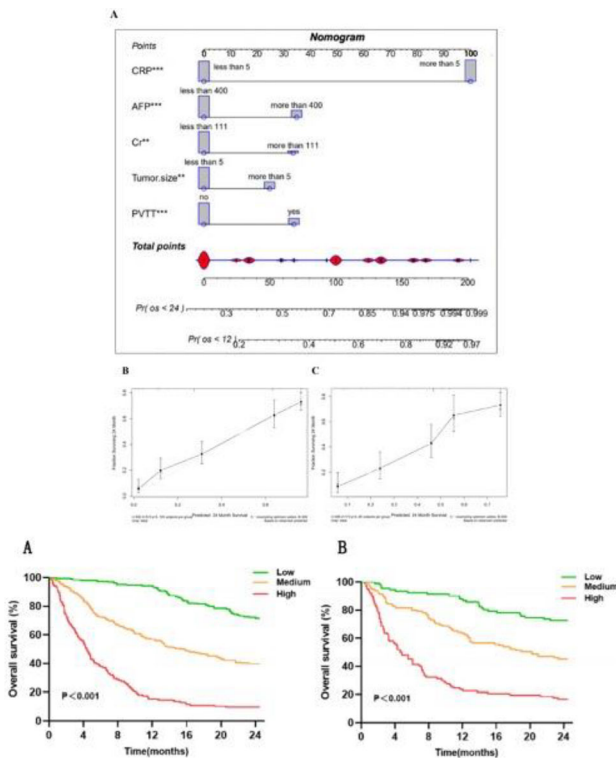 A
Nomogram
Points
0 10 20 30 40 50 60 70 80 90 100
CRP***
less than 5
more than 5
less than 400
AFP***
more than 400
less than 111
Cr**
more than 111
less than 5
Tumor.size**
more than 5
no
PVTT***
yes
Total points
0 50 100 150 200
Pr( os < 24 )
0.3 0.5 0.7 0.85 0.94 0.975 0.994 0.999
Pr( os < 12 )
0.2 0.4 0.6 0.8 0.92 0.97
B
C
Predicted 24 Month Survival
Predicted 24 Month Survival
A
Overall survival (%)
100
80
60
40
20
0
Low
Medium
High
P<0.001
0 4 8 12 16 20 24
Time(months)
B
Overall survival (%)
100
80
60
40
20
0
Low
Medium
High
P<0.001
0 4 8 12 16 20 24
Time(months)